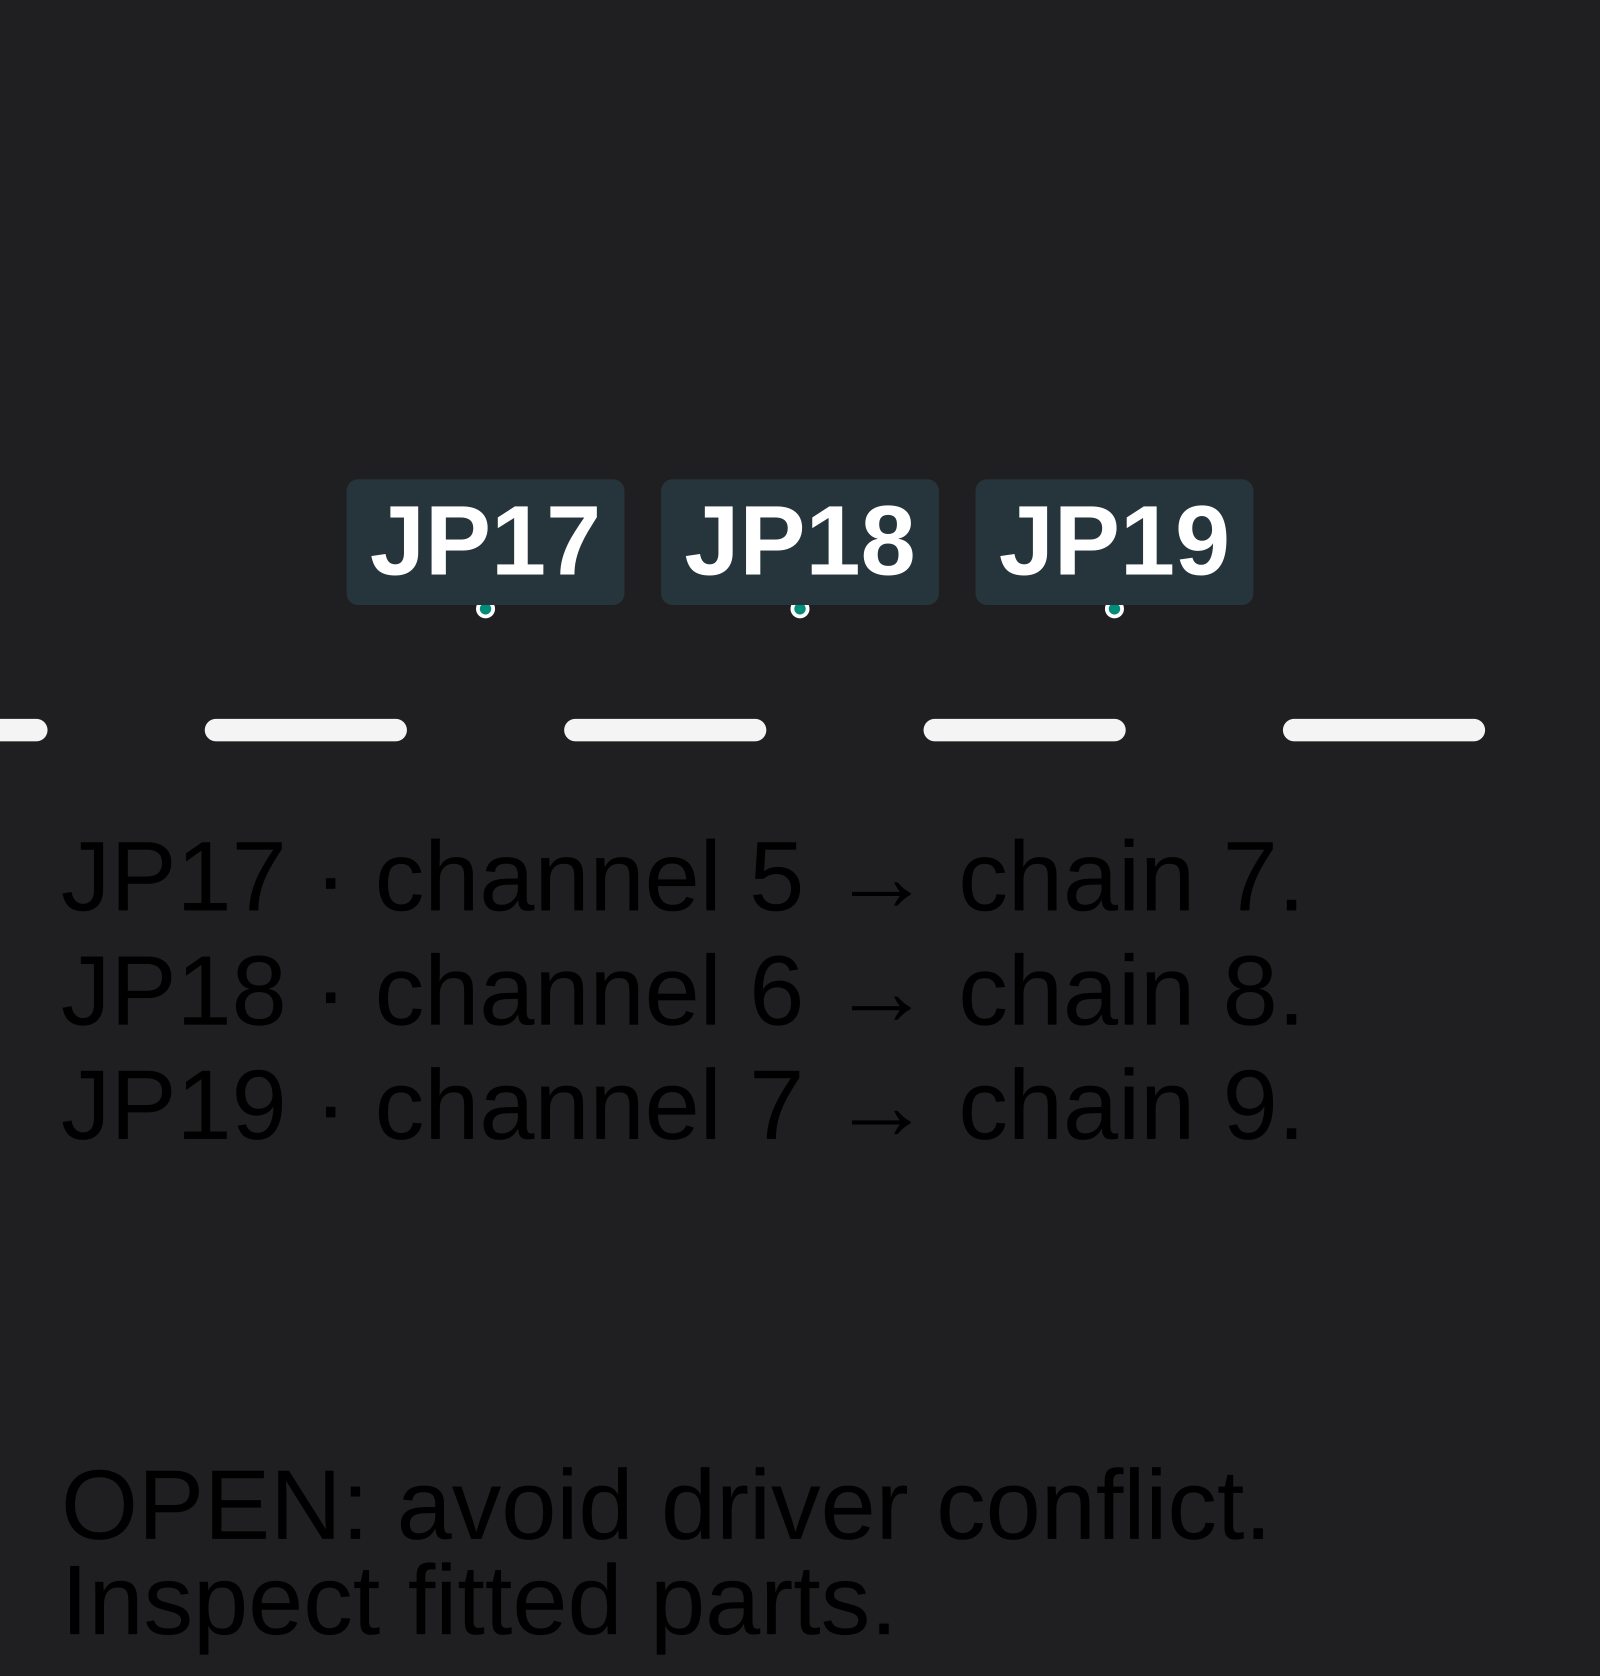 JP17 JP18 JP19
JP17 · channel 5 → chain 7.
JP18 · channel 6 → chain 8.
JP19 · channel 7 → chain 9.
OPEN: avoid driver conflict.
Inspect fitted parts.